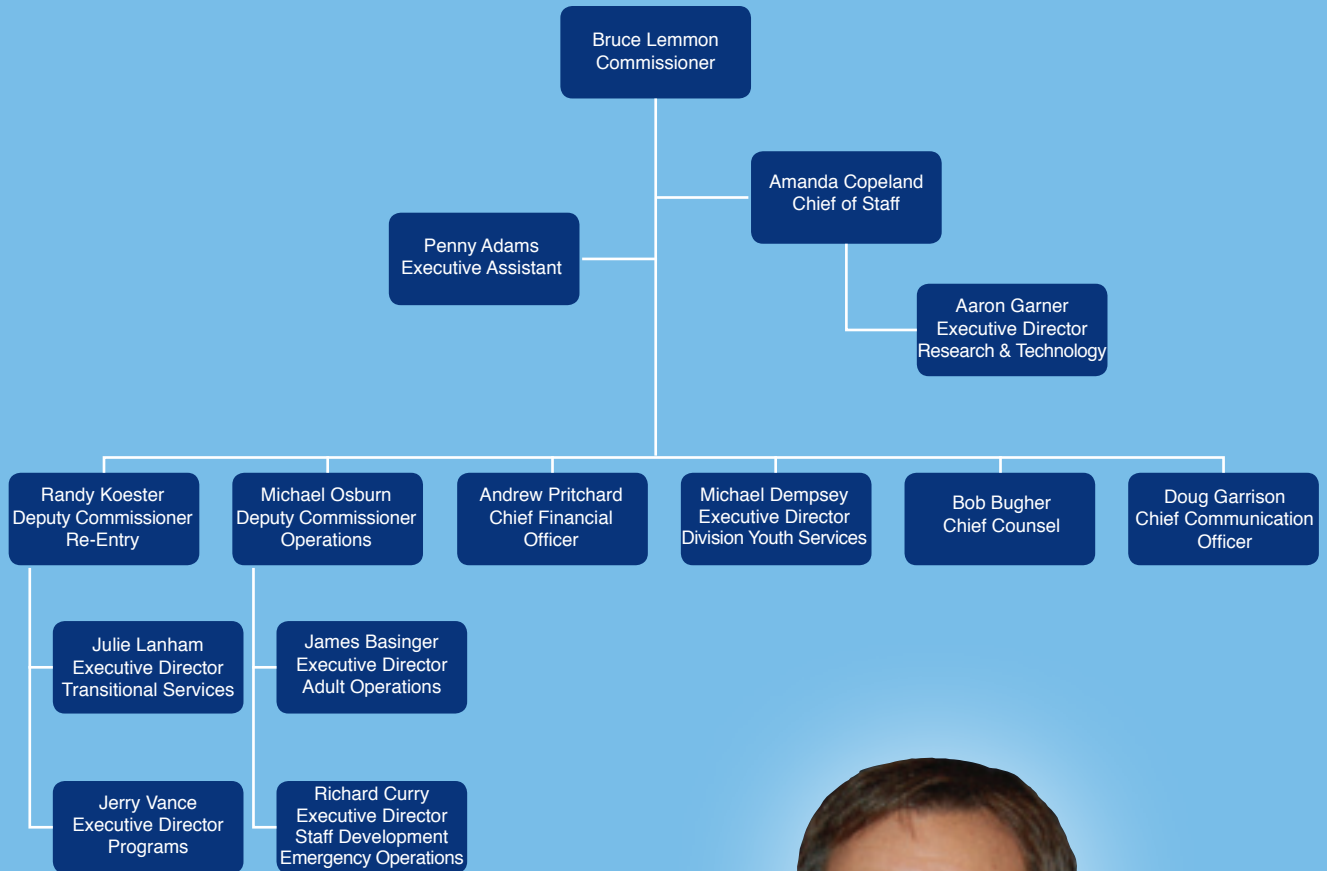 Bruce Lemmon
Commissioner
Amanda Copeland
Chief of Staff
Penny Adams
Executive Assistant
Aaron Garner
Executive Director
Research & Technology
Randy Koester
Deputy Commissioner
Re-Entry
Michael Osburn
Deputy Commissioner
Operations
Andrew Pritchard
Chief Financial
Officer
Michael Dempsey
Executive Director
Division Youth Services
Bob Bugher
Chief Counsel
Doug Garrison
Chief Communication
Officer
Julie Lanham
Executive Director
Transitional Services
James Basinger
Executive Director
Adult Operations
Jerry Vance
Executive Director
Programs
Richard Curry
Executive Director
Staff Development
Emergency Operations